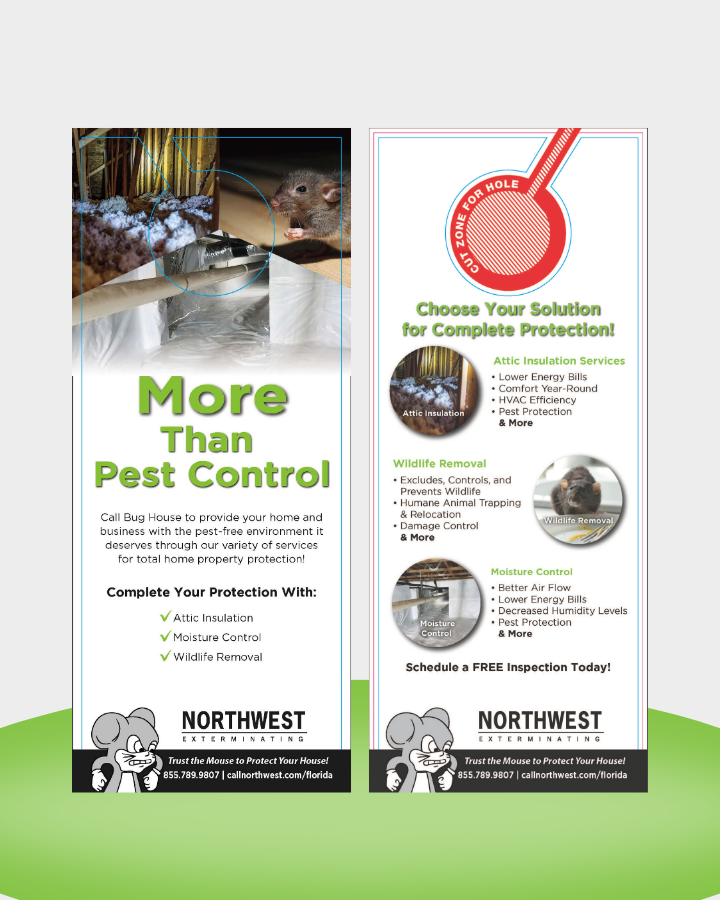 More
Than
Pest Control
Call Bug House to provide your home and
business with the pest-free environment it
deserves through our variety of services
for total home property protection!
Complete Your Protection With:
Attic Insulation
Moisture Control
Wildlife Removal
NORTHWEST
EXTERMINATING
Trust the Mouse to Protect Your House!
855.789.9807 | callnorthwest.com/florida
CUT ZONE FOR HOLE
Choose Your Solution
for Complete Protection!
Attic Insulation
Attic Insulation Services
• Lower Energy Bills
• Comfort Year-Round
• HVAC Efficiency
• Pest Protection
& More
Wildlife Removal
• Excludes, Controls, and
Prevents Wildlife
• Humane Animal Trapping
& Relocation
• Damage Control
& More
Wildlife Removal
Moisture
Control
Moisture Control
• Better Air Flow
• Lower Energy Bills
• Decreased Humidity Levels
• Pest Protection
& More
Schedule a FREE Inspection Today!
NORTHWEST
EXTERMINATING
Trust the Mouse to Protect Your House!
855.789.9807 | callnorthwest.com/florida